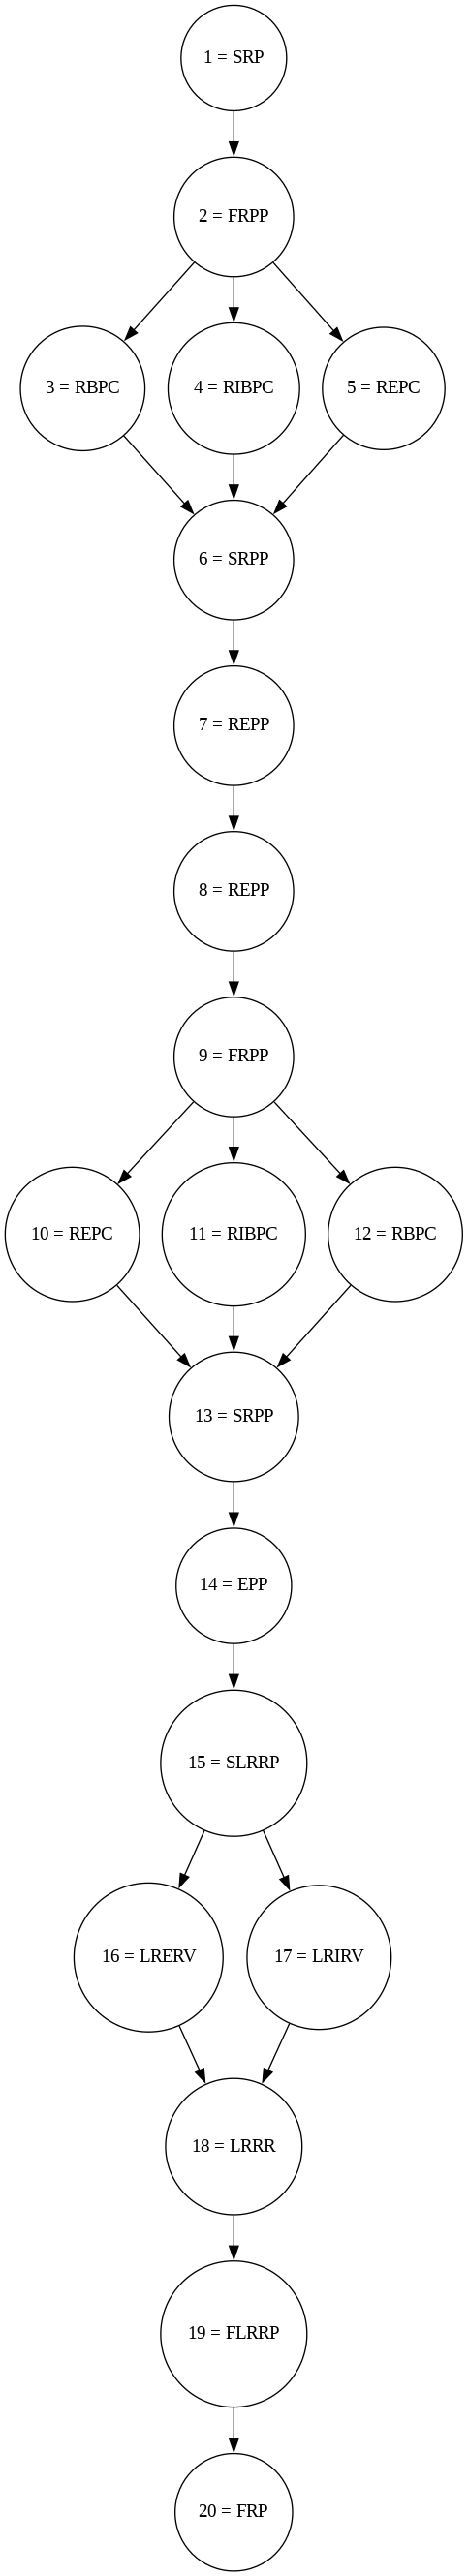 1 = SRP
2 = FRPP
3 = RBPC
4 = RIBPC
5 = REPC
6 = SRPP
7 = REPP
8 = REPP
9 = FRPP
10 = REPC
11 = RIBPC
12 = RBPC
13 = SRPP
14 = EPP
15 = SLRRP
16 = LRERV
17 = LRIRV
18 = LRRR
19 = FLRRP
20 = FRP